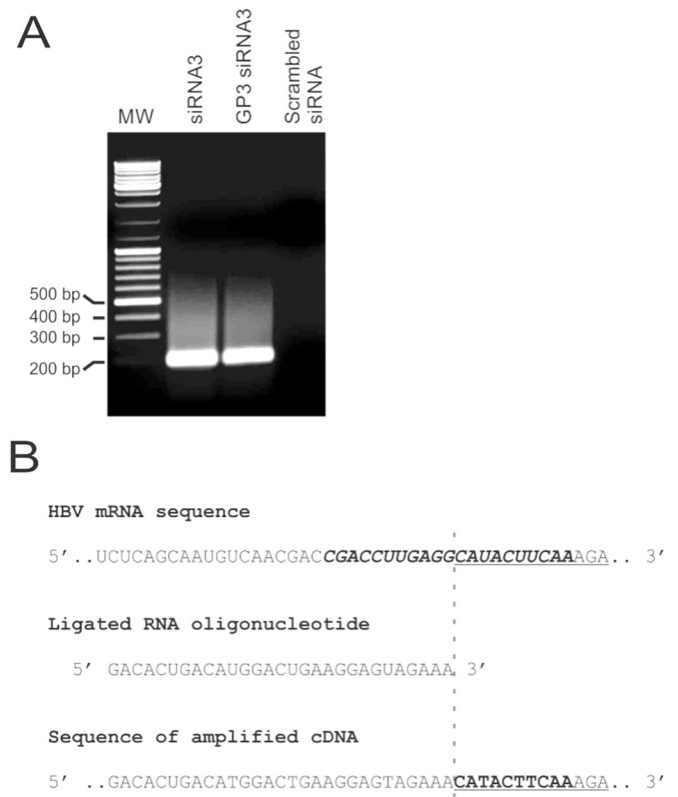 A
MW
siRNA3
GP3 siRNA3
Scrambled
siRNA
500 bp
400 bp
300 bp
200 bp
B
HBV mRNA sequence
5’ ..UCUCAGCAAUGUCAACGACCGACCUUGAGGCAUACUUCAAAGA.. 3’
Ligated RNA oligonucleotide
5’ GACACUGACAUGGACUGAAGGAGUAGAAA 3’
Sequence of amplified cDNA
5’ ..GACACTGACATGGACTGAAGGAGTAGAAACATACTTCAAAGA.. 3’